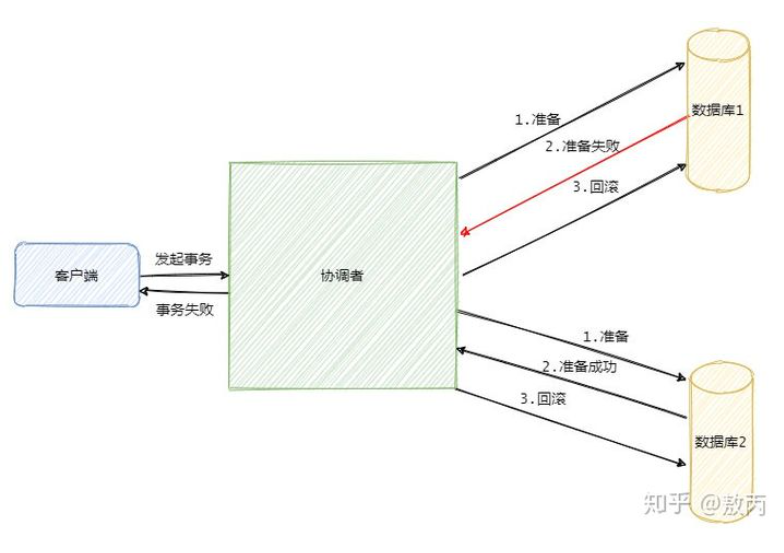 1.准备
数据库1
2.准备失败
3.回滚
发起事务
客户端
协调者
事务失败
1.准备
2.准备成功
3.回滚
数据库2
知乎 @敖丙